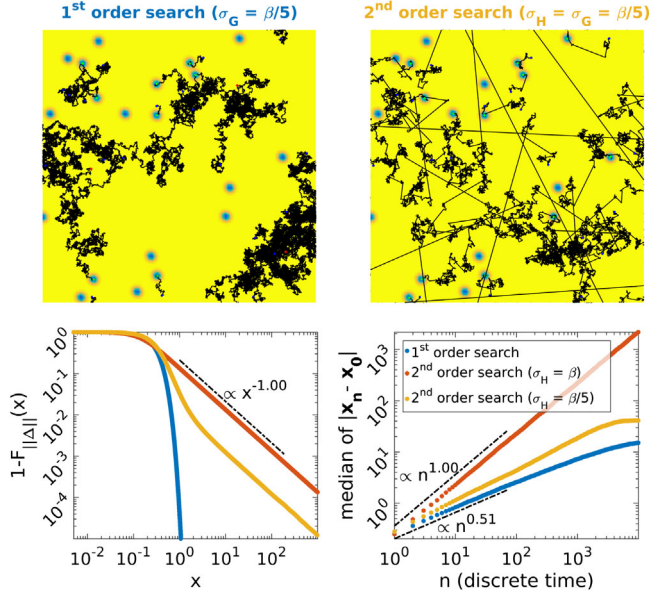 1st order search (σG = β/5)
2nd order search (σH = σG = β/5)
1-F||Δ||(x)
10^0
10^-1
10^-2
10^-3
10^-4
∝ x^-1.00
10^-2 10^-1 10^0 10^1 10^2
x
median of |xn - x0|
10^3
10^2
10^1
10^0
1st order search
2nd order search (σH = β)
2nd order search (σH = β/5)
∝ n^1.00
∝ n^0.51
10^1 10^2 10^3 10^4
n (discrete time)